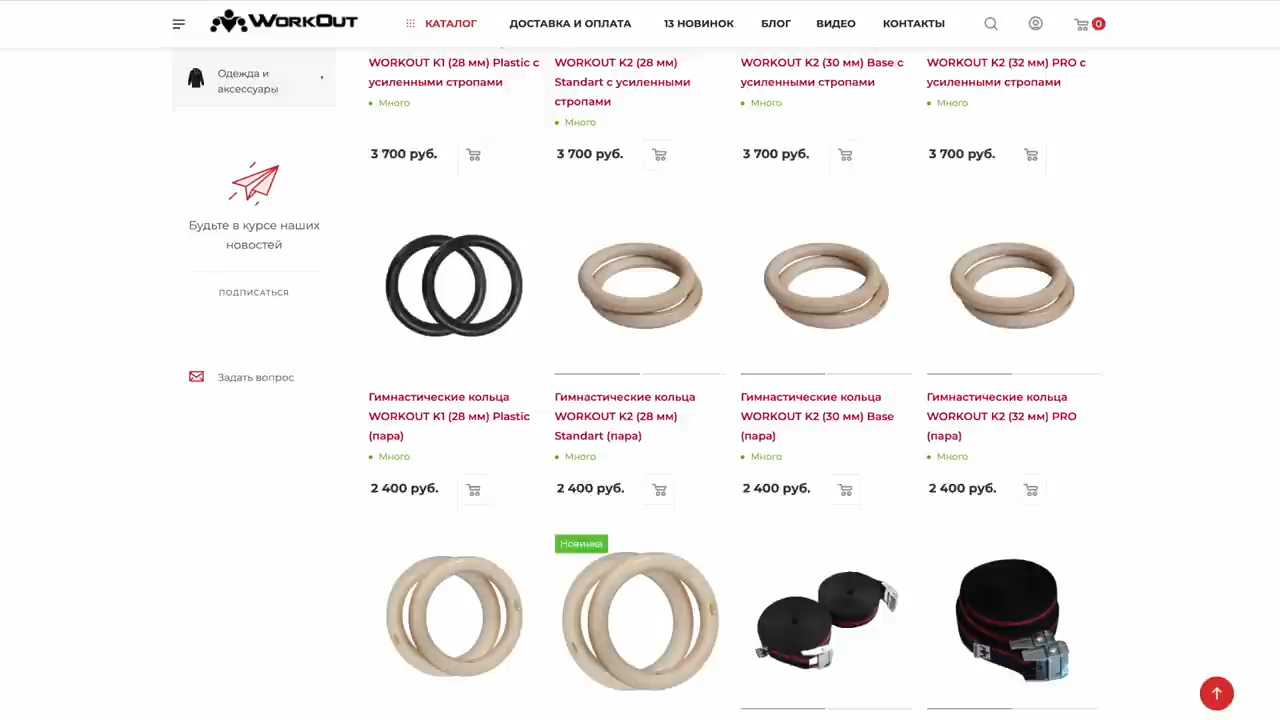 WORKOUT
КАТАЛОГ
ДОСТАВКА И ОПЛАТА
13 НОВИНОК
БЛОГ
ВИДЕО
КОНТАКТЫ
0
Одежда и
аксессуары
Будьте в курсе наших
новостей
ПОДПИСАТЬСЯ
Задать вопрос
WORKOUT K1 (28 мм) Plastic с
усиленными стропами
Много
3 700 руб.
WORKOUT K2 (28 мм)
Standart с усиленными
стропами
Много
3 700 руб.
WORKOUT K2 (30 мм) Base с
усиленными стропами
Много
3 700 руб.
WORKOUT K2 (32 мм) PRO с
усиленными стропами
Много
3 700 руб.
Гимнастические кольца
WORKOUT K1 (28 мм) Plastic
(пара)
Много
2 400 руб.
Гимнастические кольца
WORKOUT K2 (28 мм)
Standart (пара)
Много
2 400 руб.
Гимнастические кольца
WORKOUT K2 (30 мм) Base
(пара)
Много
2 400 руб.
Гимнастические кольца
WORKOUT K2 (32 мм) PRO
(пара)
Много
2 400 руб.
Новинка